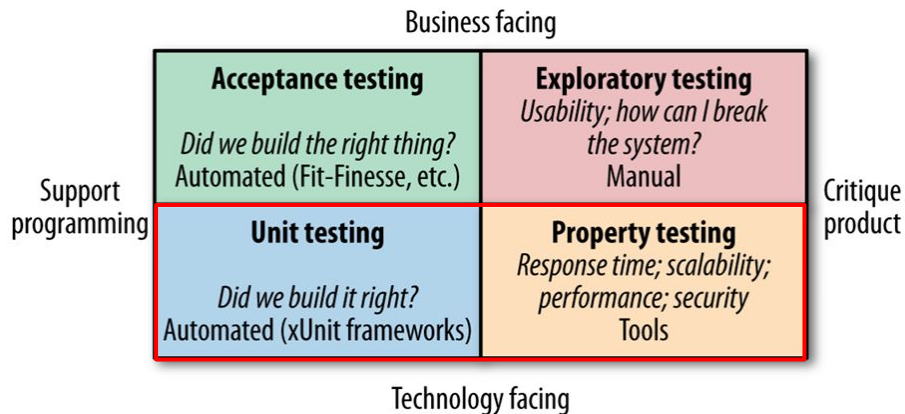 Business facing
Acceptance testing
Did we build the right thing?
Automated (Fit-Finesse, etc.)
Exploratory testing
Usability; how can I break
the system?
Manual
Support
programming
Critique
product
Unit testing
Did we build it right?
Automated (xUnit frameworks)
Property testing
Response time; scalability;
performance; security
Tools
Technology facing